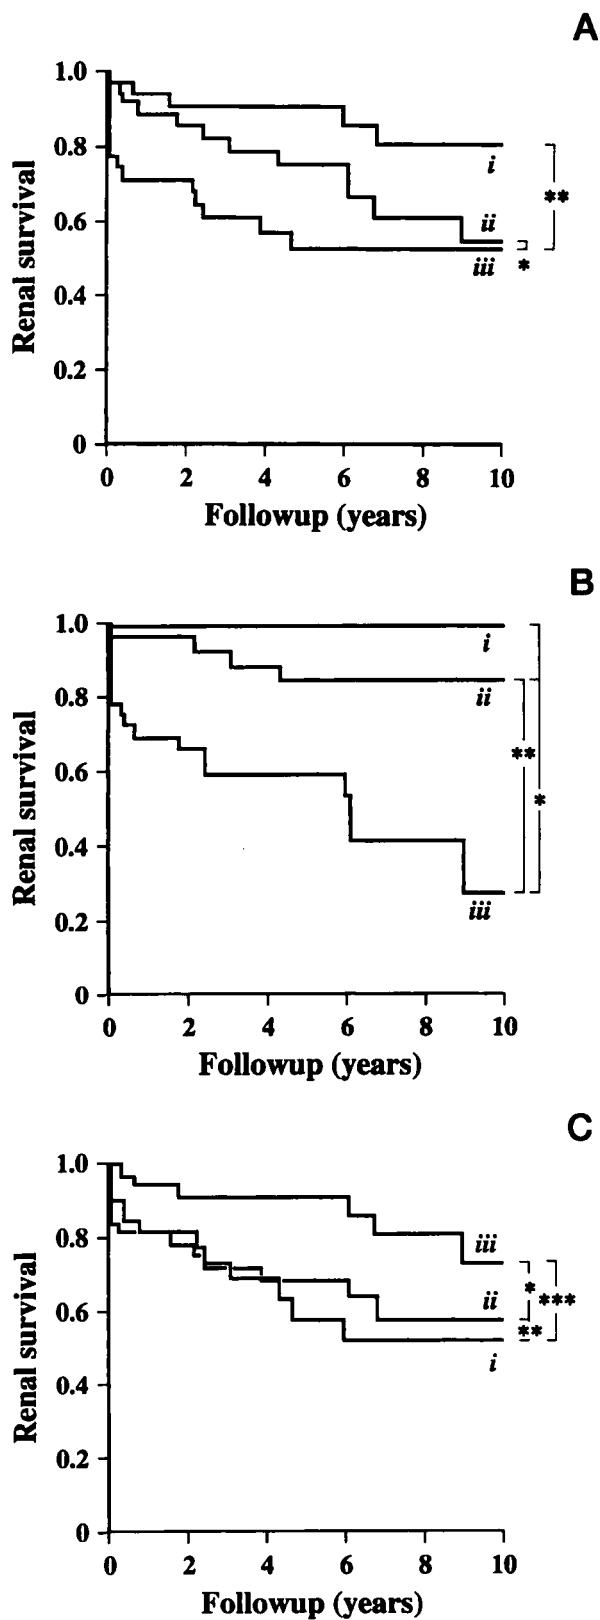 A
1.0
0.8
0.6
0.4
0.2
0
Renal survival
i
**
ii
iii *
0 2 4 6 8 10
Followup (years)
B
1.0
0.8
0.6
0.4
0.2
0
Renal survival
i
ii
**
*
iii
0 2 4 6 8 10
Followup (years)
C
1.0
0.8
0.6
0.4
0.2
0
Renal survival
iii
ii
* ***
**
i
0 2 4 6 8 10
Followup (years)